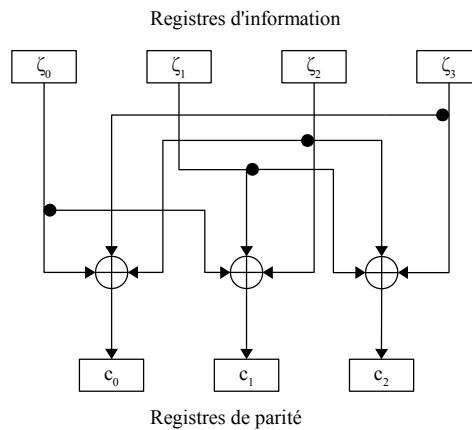 Registres d'information
ζ₀ ζ₁ ζ₂ ζ₃
c₀ c₁ c₂
Registres de parité